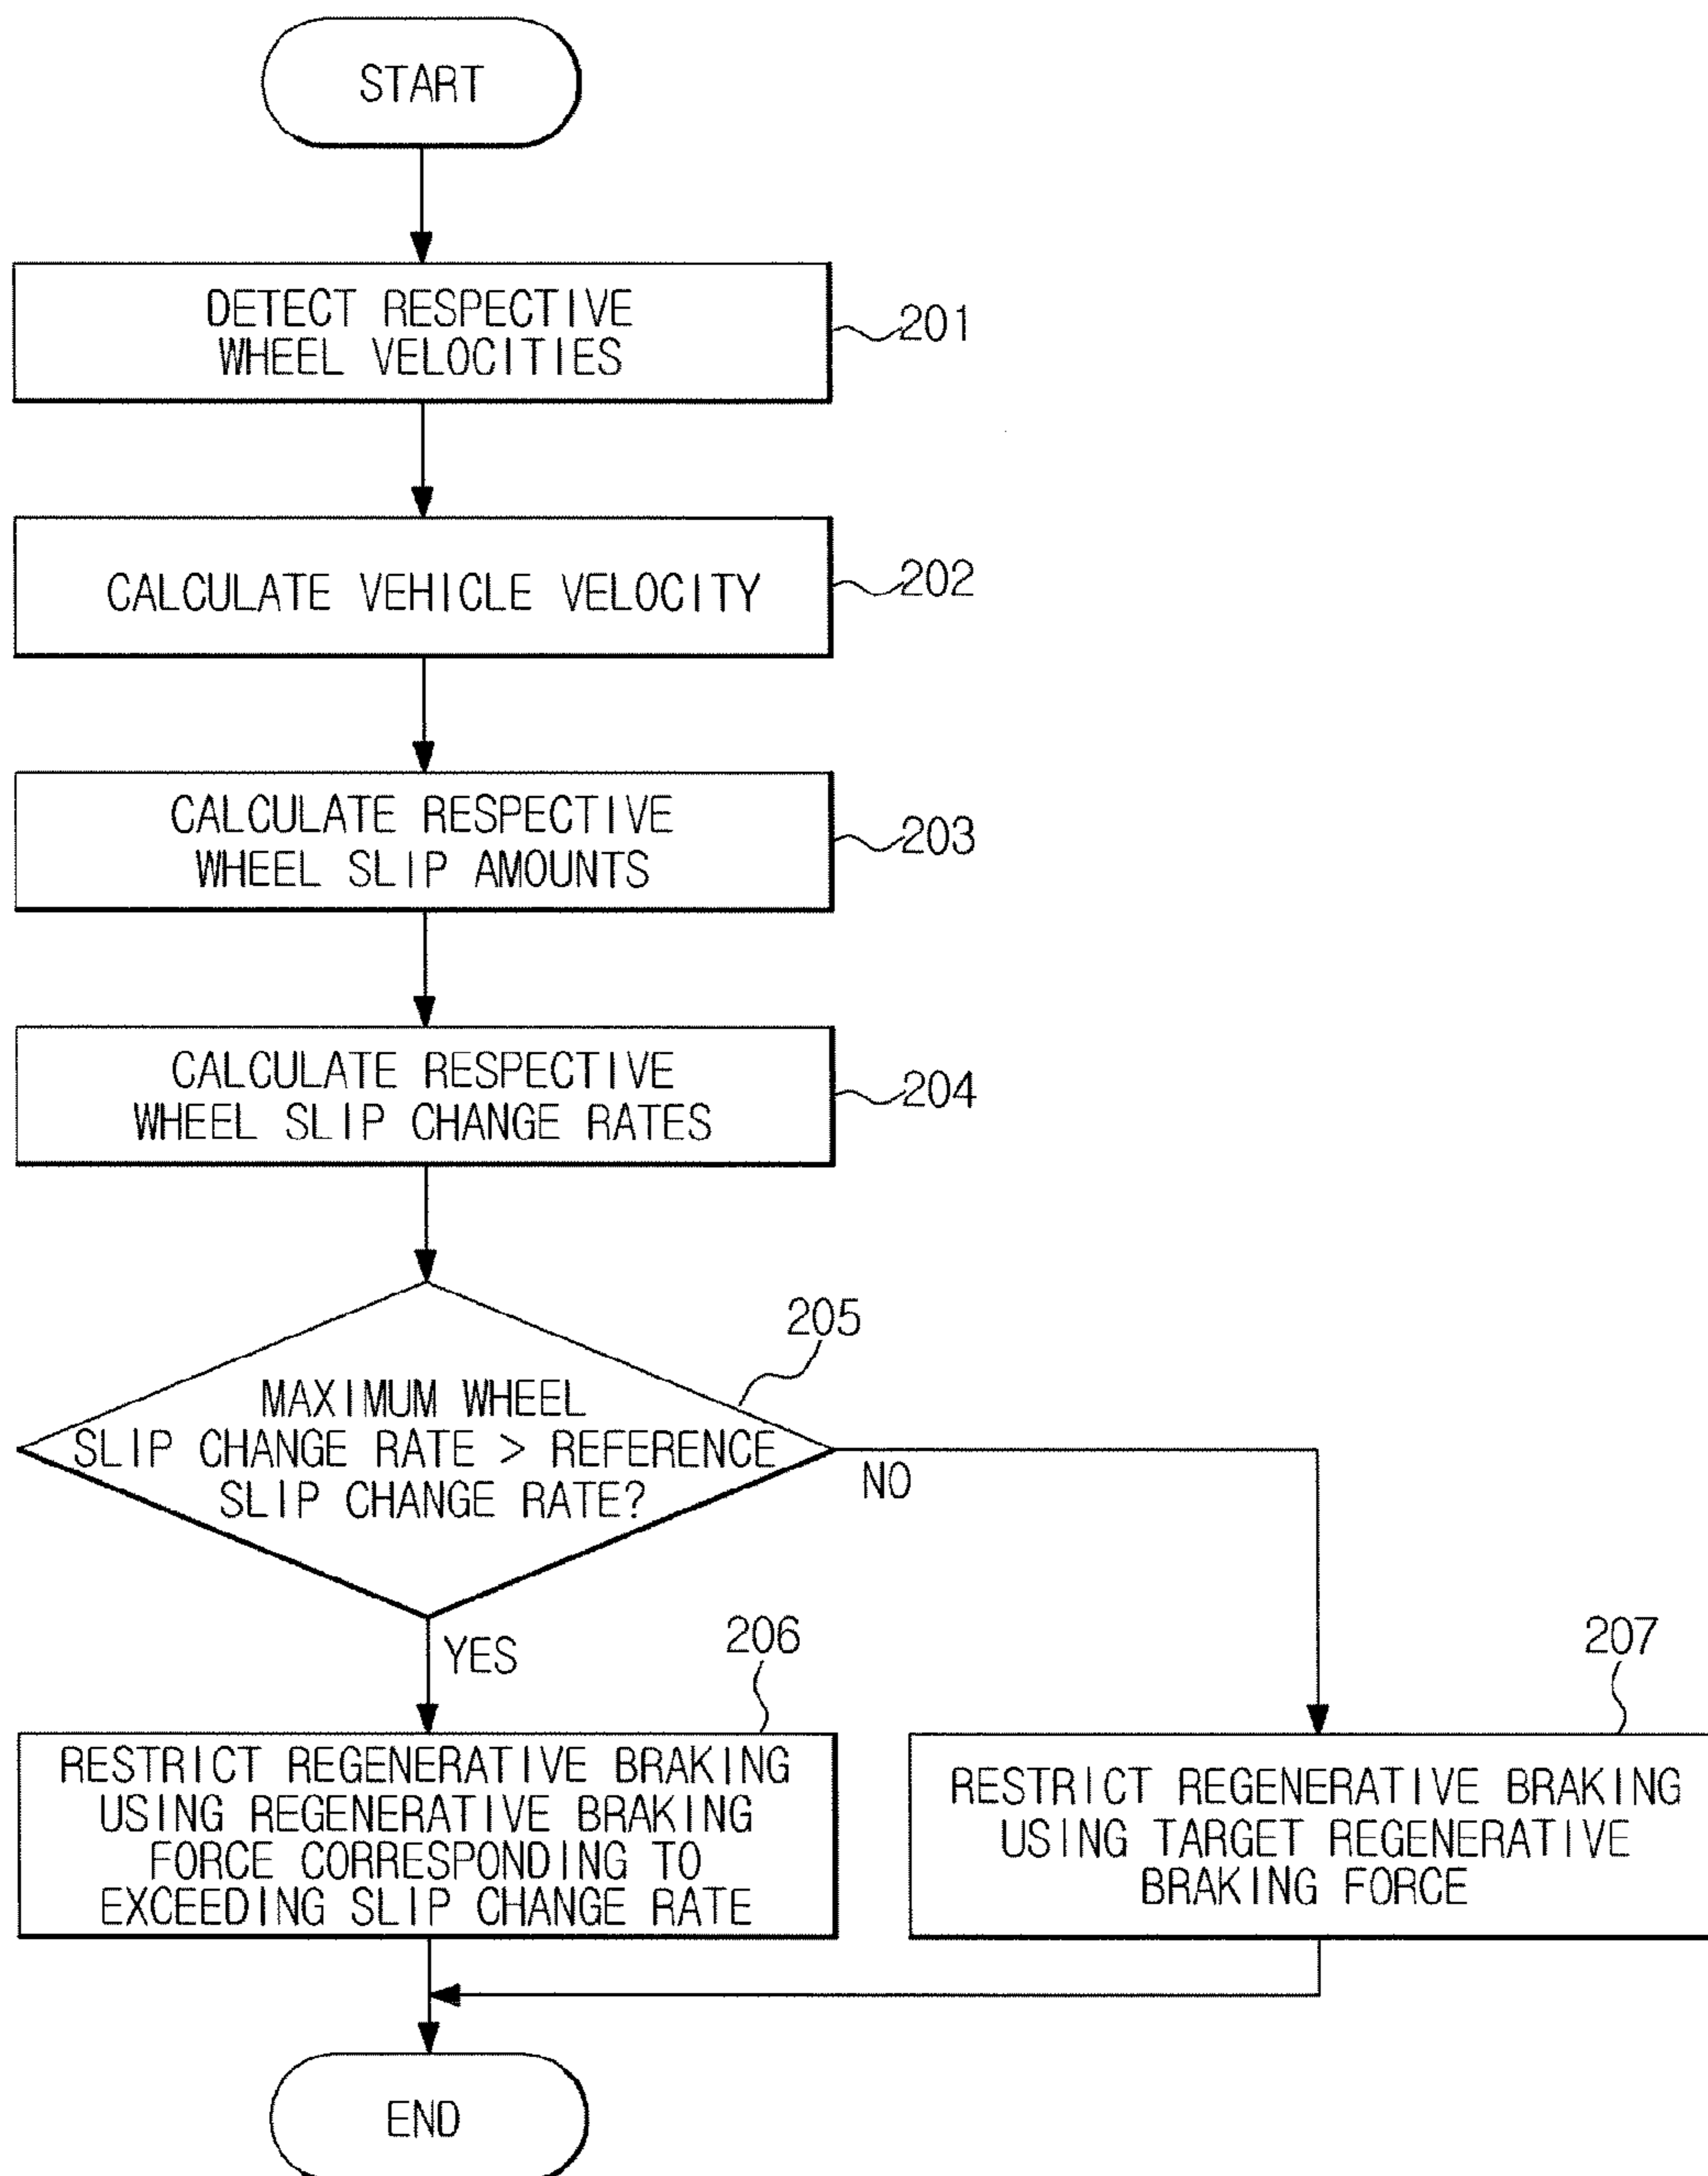 START
DETECT RESPECTIVE
WHEEL VELOCITIES
201
CALCULATE VEHICLE VELOCITY
202
CALCULATE RESPECTIVE
WHEEL SLIP AMOUNTS
203
CALCULATE RESPECTIVE
WHEEL SLIP CHANGE RATES
204
205
MAXIMUM WHEEL
SLIP CHANGE RATE > REFERENCE
SLIP CHANGE RATE?
NO
YES
206
207
RESTRICT REGENERATIVE BRAKING
USING REGENERATIVE BRAKING
FORCE CORRESPONDING TO
EXCEEDING SLIP CHANGE RATE
RESTRICT REGENERATIVE BRAKING
USING TARGET REGENERATIVE
BRAKING FORCE
END